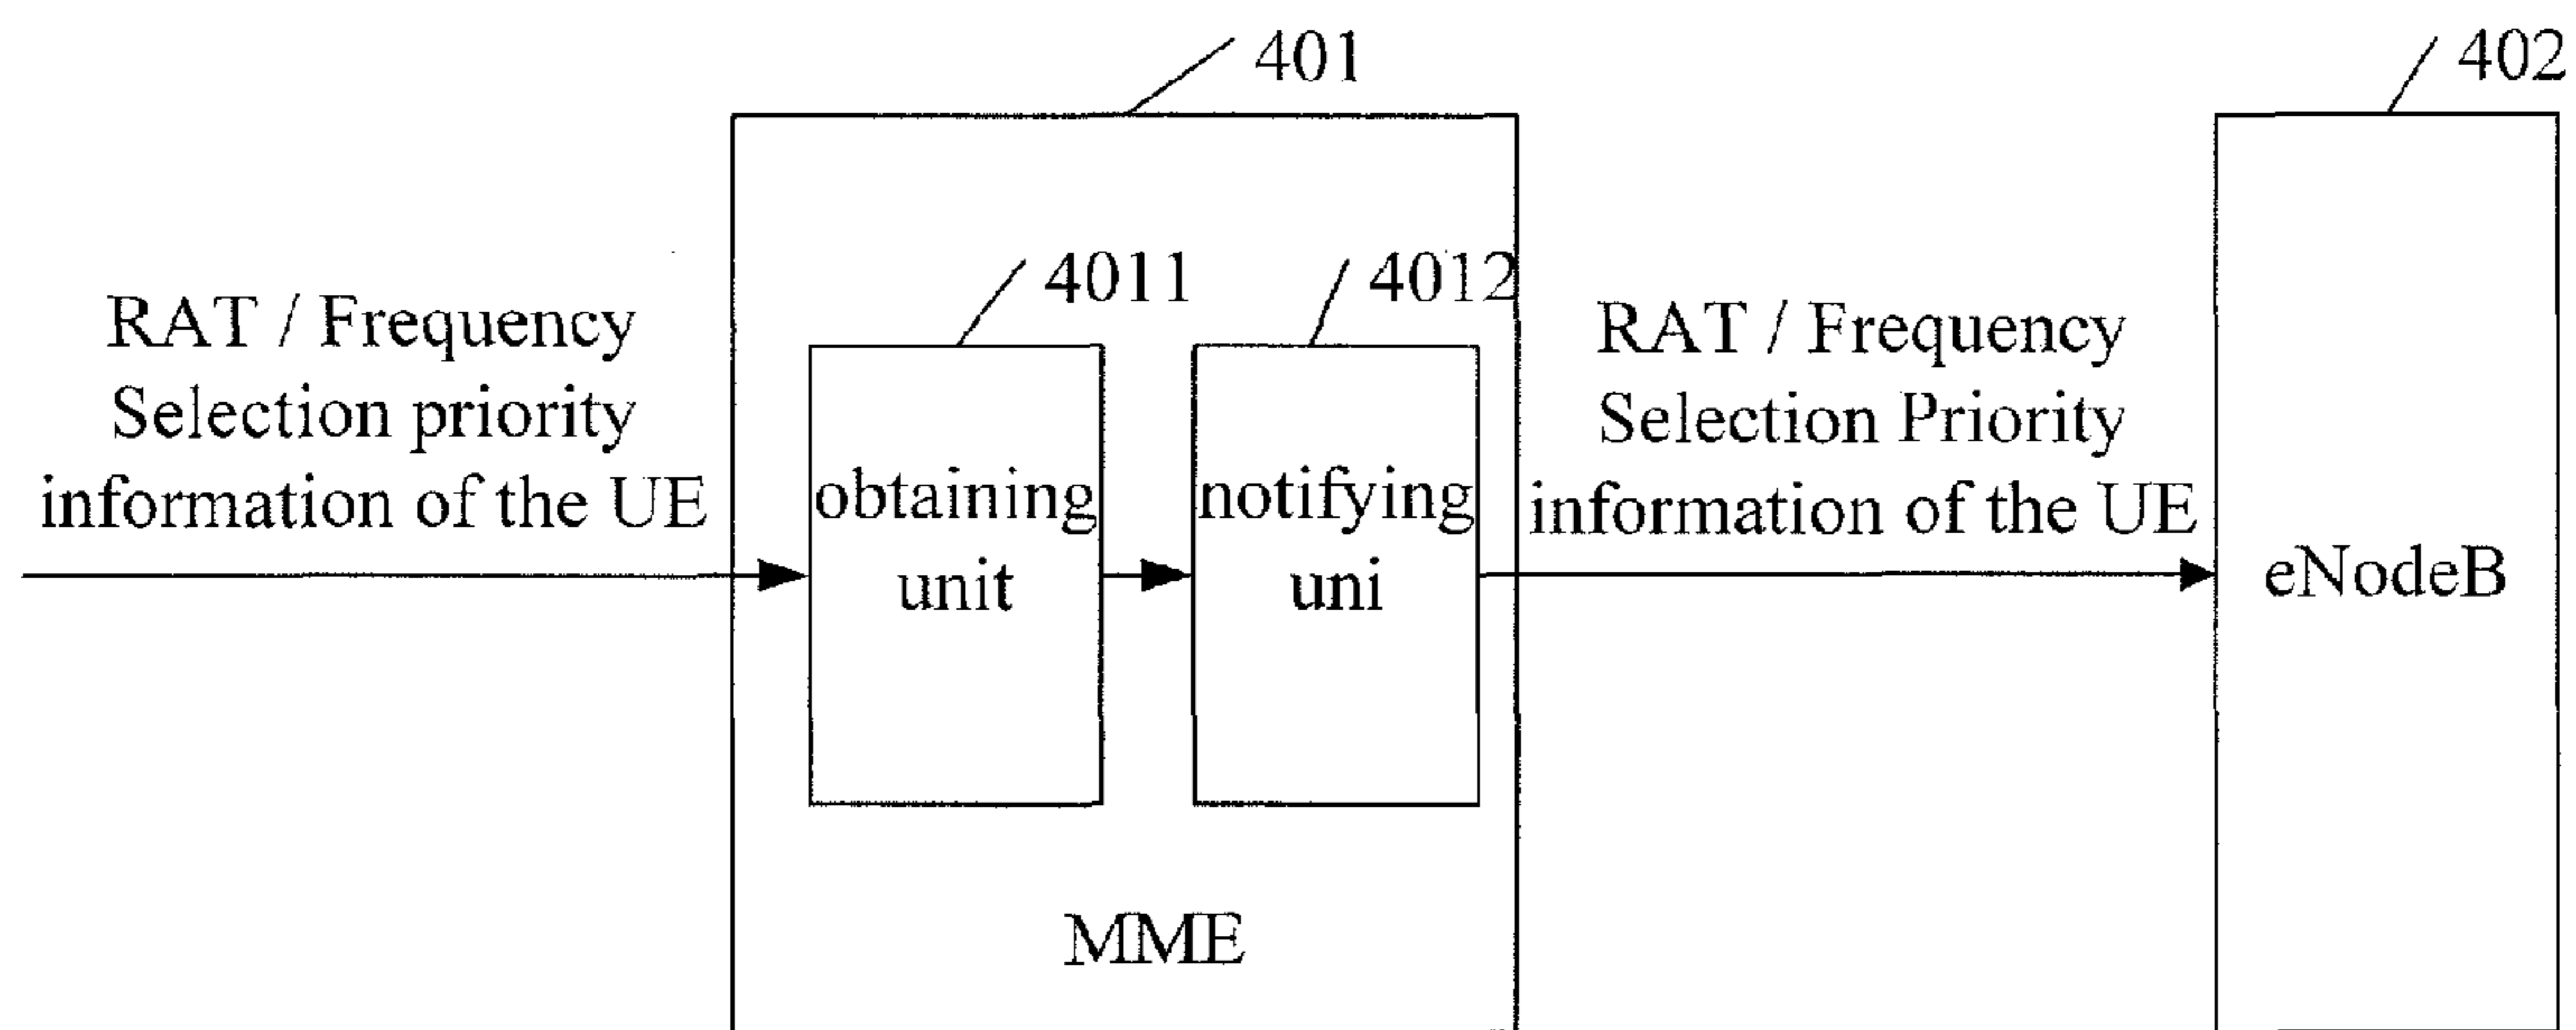 401
402
4011
4012
RAT / Frequency
Selection priority
information of the UE
obtaining
unit
notifying
uni
RAT / Frequency
Selection Priority
information of the UE
eNodeB
MME